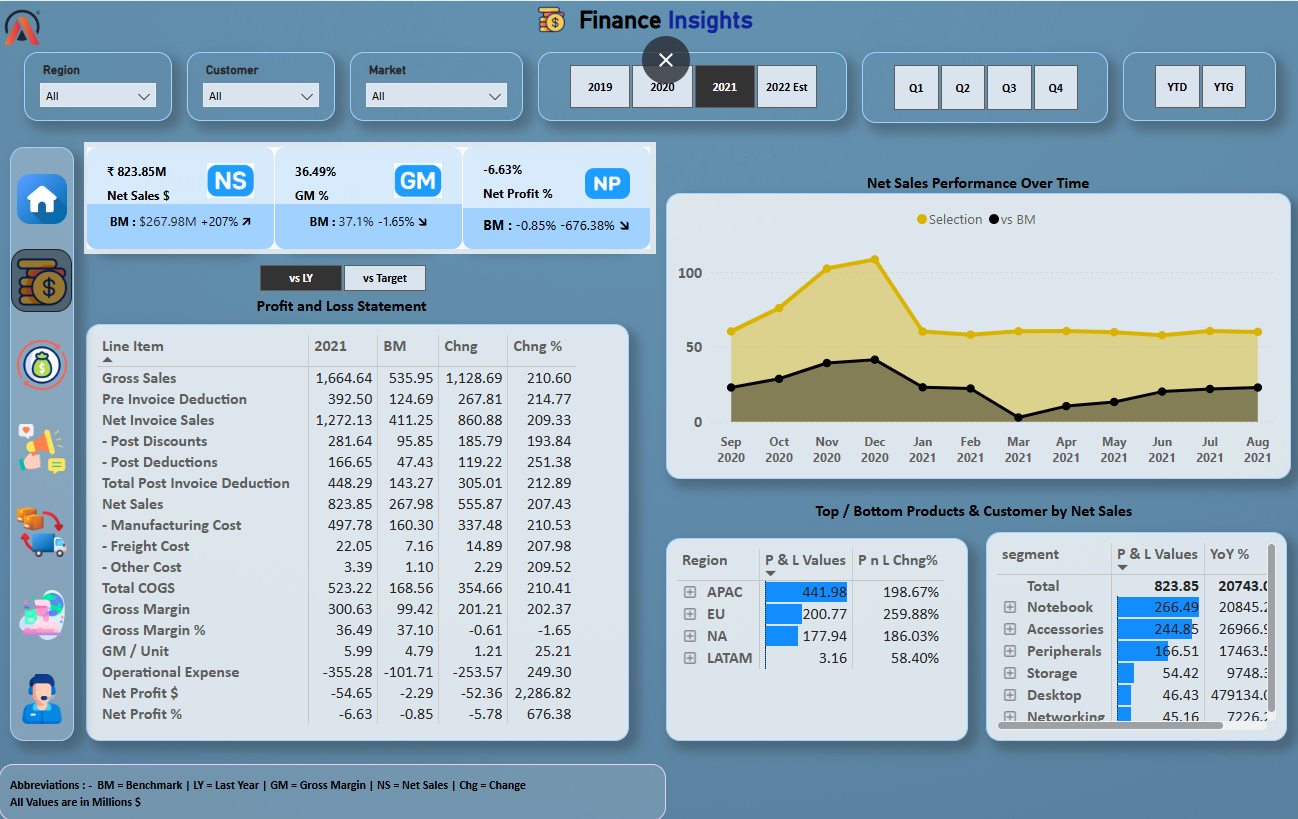 Finance Insights
Region
All
Customer
All
Market
All
2019
2020
2021
2022 Est
Q1
Q2
Q3
Q4
YTD
YTG
₹ 823.85M
Net Sales $
NS
BM : $267.98M +207%
36.49%
GM %
GM
BM : 37.1% -1.65%
-6.63%
Net Profit %
NP
BM : -0.85% -676.38%
vs LY
vs Target
Profit and Loss Statement
Line Item 2021 BM Chng Chng %
Gross Sales 1,664.64 535.95 1,128.69 210.60
Pre Invoice Deduction 392.50 124.69 267.81 214.77
Net Invoice Sales 1,272.13 411.25 860.88 209.33
- Post Discounts 281.64 95.85 185.79 193.84
- Post Deductions 166.65 47.43 119.22 251.38
Total Post Invoice Deduction 448.29 143.27 305.01 212.89
Net Sales 823.85 267.98 555.87 207.43
- Manufacturing Cost 497.78 160.30 337.48 210.53
- Freight Cost 22.05 7.16 14.89 207.98
- Other Cost 3.39 1.10 2.29 209.52
Total COGS 523.22 168.56 354.66 210.41
Gross Margin 300.63 99.42 201.21 202.37
Gross Margin % 36.49 37.10 -0.61 -1.65
GM / Unit 5.99 4.79 1.21 25.21
Operational Expense -355.28 -101.71 -253.57 249.30
Net Profit $ -54.65 -2.29 -52.36 2,286.82
Net Profit % -6.63 -0.85 -5.78 676.38
Net Sales Performance Over Time
Selection vs BM
100
50
0
Sep 2020
Oct 2020
Nov 2020
Dec 2020
Jan 2021
Feb 2021
Mar 2021
Apr 2021
May 2021
Jun 2021
Jul 2021
Aug 2021
Top / Bottom Products & Customer by Net Sales
Region P & L Values P n L Chng%
APAC 441.98 198.67%
EU 200.77 259.88%
NA 177.94 186.03%
LATAM 3.16 58.40%
segment P & L Values YoY %
Total 823.85 20743.0
Notebook 266.49 20845.2
Accessories 244.85 26966.9
Peripherals 166.51 17463.5
Storage 54.42 9748.3
Desktop 46.43 479134.0
Networking 45.16 7226.2
Abbreviations : - BM = Benchmark | LY = Last Year | GM = Gross Margin | NS = Net Sales | Chg = Change
All Values are in Millions $